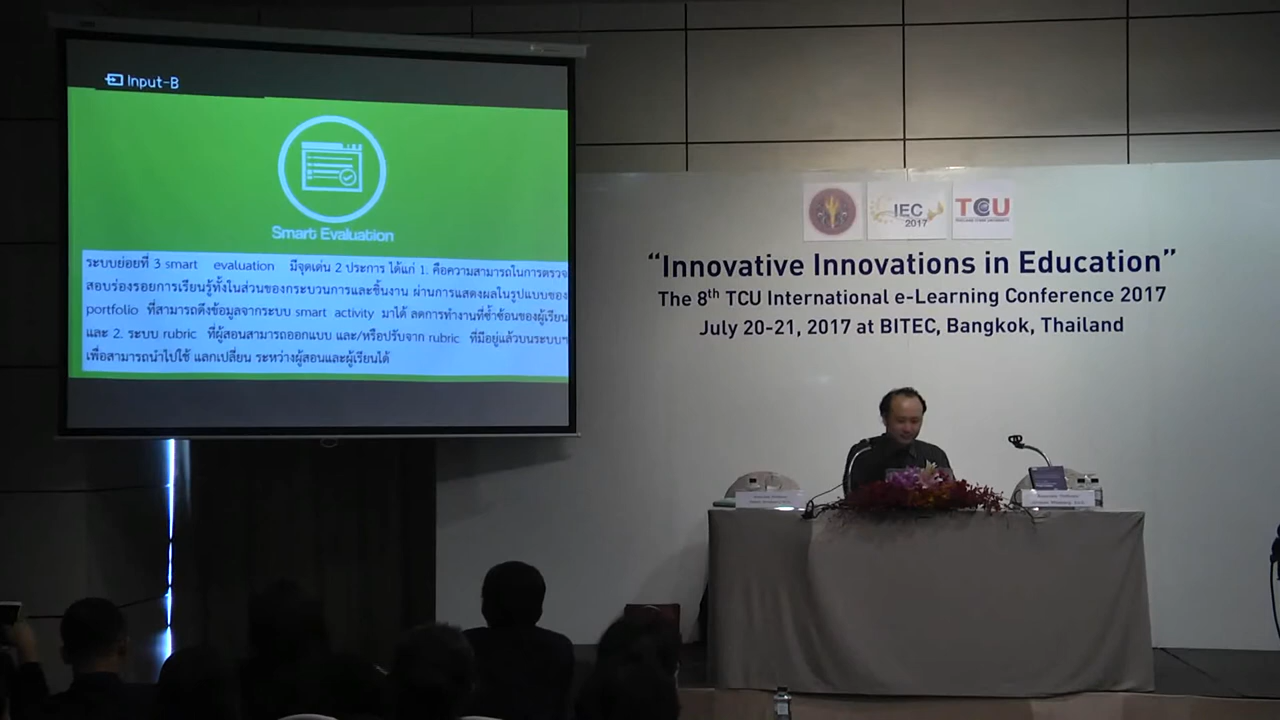 Input-B
Smart Evaluation
ระบบย่อยที่ 3 smart evaluation มีจุดเด่น 2 ประการ ได้แก่ 1. คือความสามารถในการตรวจ
สอบร่องรอยการเรียนรู้ทั้งในส่วนของกระบวนการและชิ้นงาน ผ่านการแสดงผลในรูปแบบของ
portfolio ที่สามารถดึงข้อมูลจากระบบ smart activity มาได้ ลดการทำงานที่ซ้ำซ้อนของผู้เรียน
และ 2. ระบบ rubric ที่ผู้สอนสามารถออกแบบ และ/หรือปรับจาก rubric ที่มีอยู่แล้วบนระบบฯ
เพื่อสามารถนำไปใช้ แลกเปลี่ยน ระหว่างผู้สอนและผู้เรียนได้
IEC
2017
TCU
“Innovative Innovations in Education”
The 8th TCU International e-Learning Conference 2017
July 20-21, 2017 at BITEC, Bangkok, Thailand